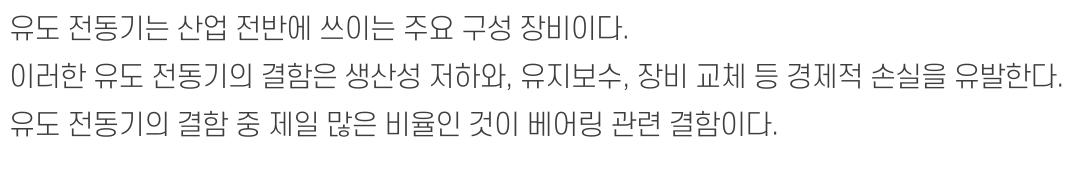 유도 전동기는 산업 전반에 쓰이는 주요 구성 장비이다.
이러한 유도 전동기의 결함은 생산성 저하와, 유지보수, 장비 교체 등 경제적 손실을 유발한다.
유도 전동기의 결함 중 제일 많은 비율인 것이 베어링 관련 결함이다.